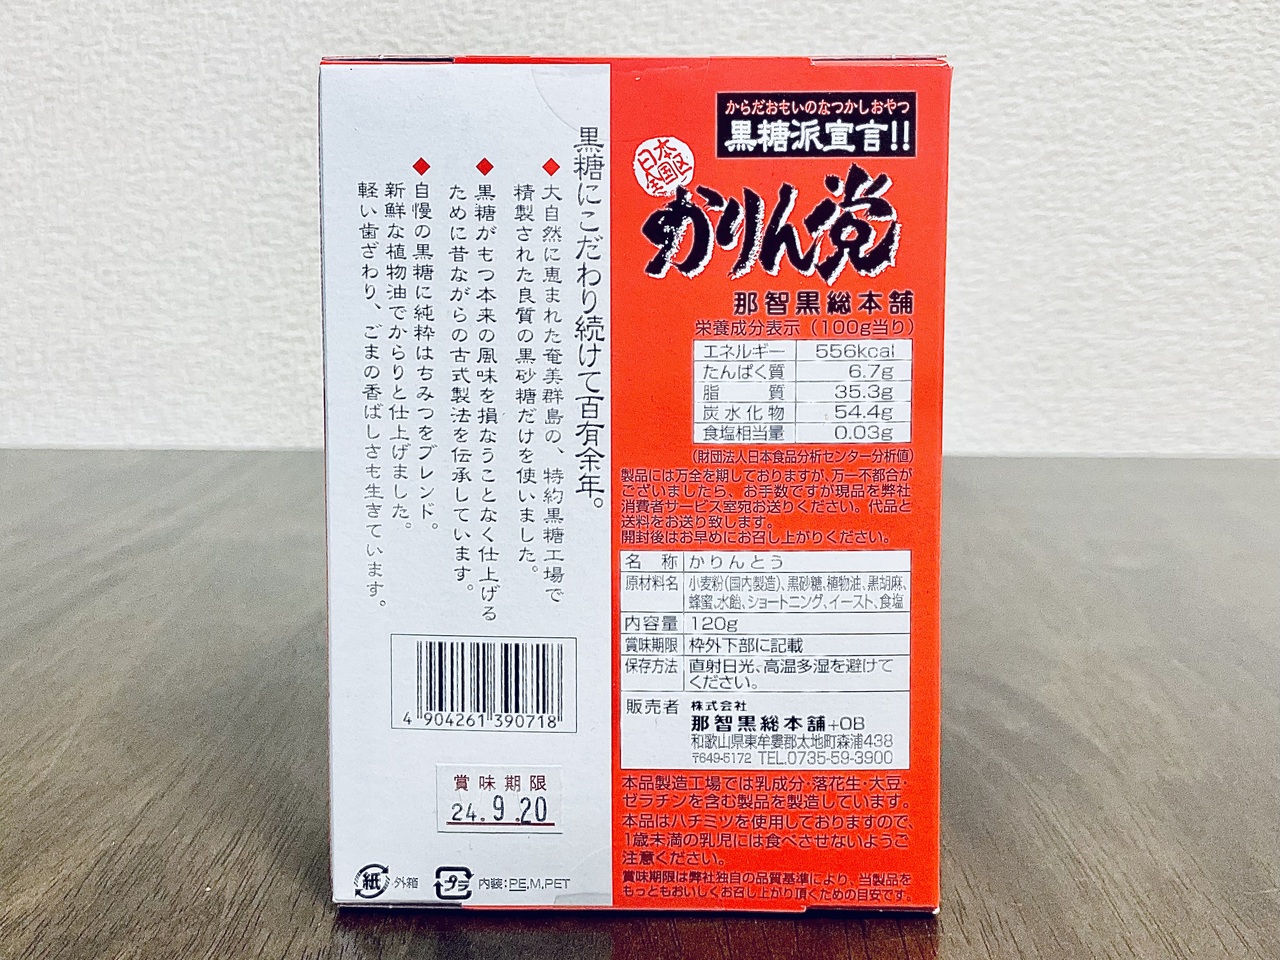 黒糖にこだわり続けて百有余年。
◆大自然に恵まれた奄美群島の、特約黒糖工場で
精製された良質の黒砂糖だけを使いました。
◆黒糖がもつ本来の風味を損なうことなく仕上げる
ために昔ながらの古式製法を伝承しています。
◆自慢の黒糖に純粋はちみつをブレンド。
新鮮な植物油でからりと仕上げました。
軽い歯ざわり、ごまの香ばしさも生きています。
4 904261 390718
賞味期限
24.9.20
紙 外箱 プラ 内装:PE,M,PET
からだおもいのなつかしおやつ
黒糖派宣言!!
日本
全国区
かりん党
那智黒総本舗
栄養成分表示(100g当り)
エネルギー 556kcal
たんぱく質 6.7g
脂質 35.3g
炭水化物 54.4g
食塩相当量 0.03g
(財団法人日本食品分析センター分析値)
製品には万全を期しておりますが、万一不都合が
ございましたら、お手数ですが現品を弊社
消費者サービス室宛お送りください。代品と
送料をお送り致します。
開封後はお早めにお召し上がりください。
名称 かりんとう
原材料名 小麦粉(国内製造)、黒砂糖、植物油、黒胡麻、
蜂蜜、水飴、ショートニング、イースト、食塩
内容量 120g
賞味期限 枠外下部に記載
保存方法 直射日光、高温多湿を避けて
ください。
販売者 株式会社
那智黒総本舗+OB
和歌山県東牟婁郡太地町森浦438
〒649-5172 TEL.0735-59-3900
本品製造工場では乳成分・落花生・大豆・
ゼラチンを含む製品を製造しています。
本品はハチミツを使用しておりますので、
1歳未満の乳児には食べさせないようご
注意ください。
賞味期限は弊社独自の品質基準により、当製品を
もっともおいしくお召し上がり頂くための目安です。